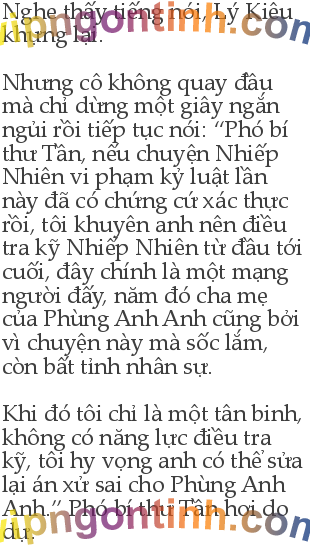 Nghe thấy tiếng nói, Lý Kiêu
khựng lại.
Nhưng cô không quay đầu
mà chỉ dừng một giây ngắn
ngủi rồi tiếp tục nói: “Phó bí
thư Tần, nếu chuyện Nhiếp
Nhiên vi phạm kỷ luật lần
này đã có chứng cứ xác thực
rồi, tôi khuyên anh nên điều
tra kỹ Nhiếp Nhiên từ đầu tới
cuối, đây chính là một mạng
người đấy, năm đó cha mẹ
của Phùng Anh Anh cũng bởi
vì chuyện này mà sốc lắm,
còn bất tỉnh nhân sự.
Khi đó tôi chỉ là một tân binh,
không có năng lực điều tra
kỹ, tôi hy vọng anh có thể sửa
lại án xử sai cho Phùng Anh
Anh.” Phó bí thư Tần hơi do
dự.
vipngontinh.com
vipngontinh.com